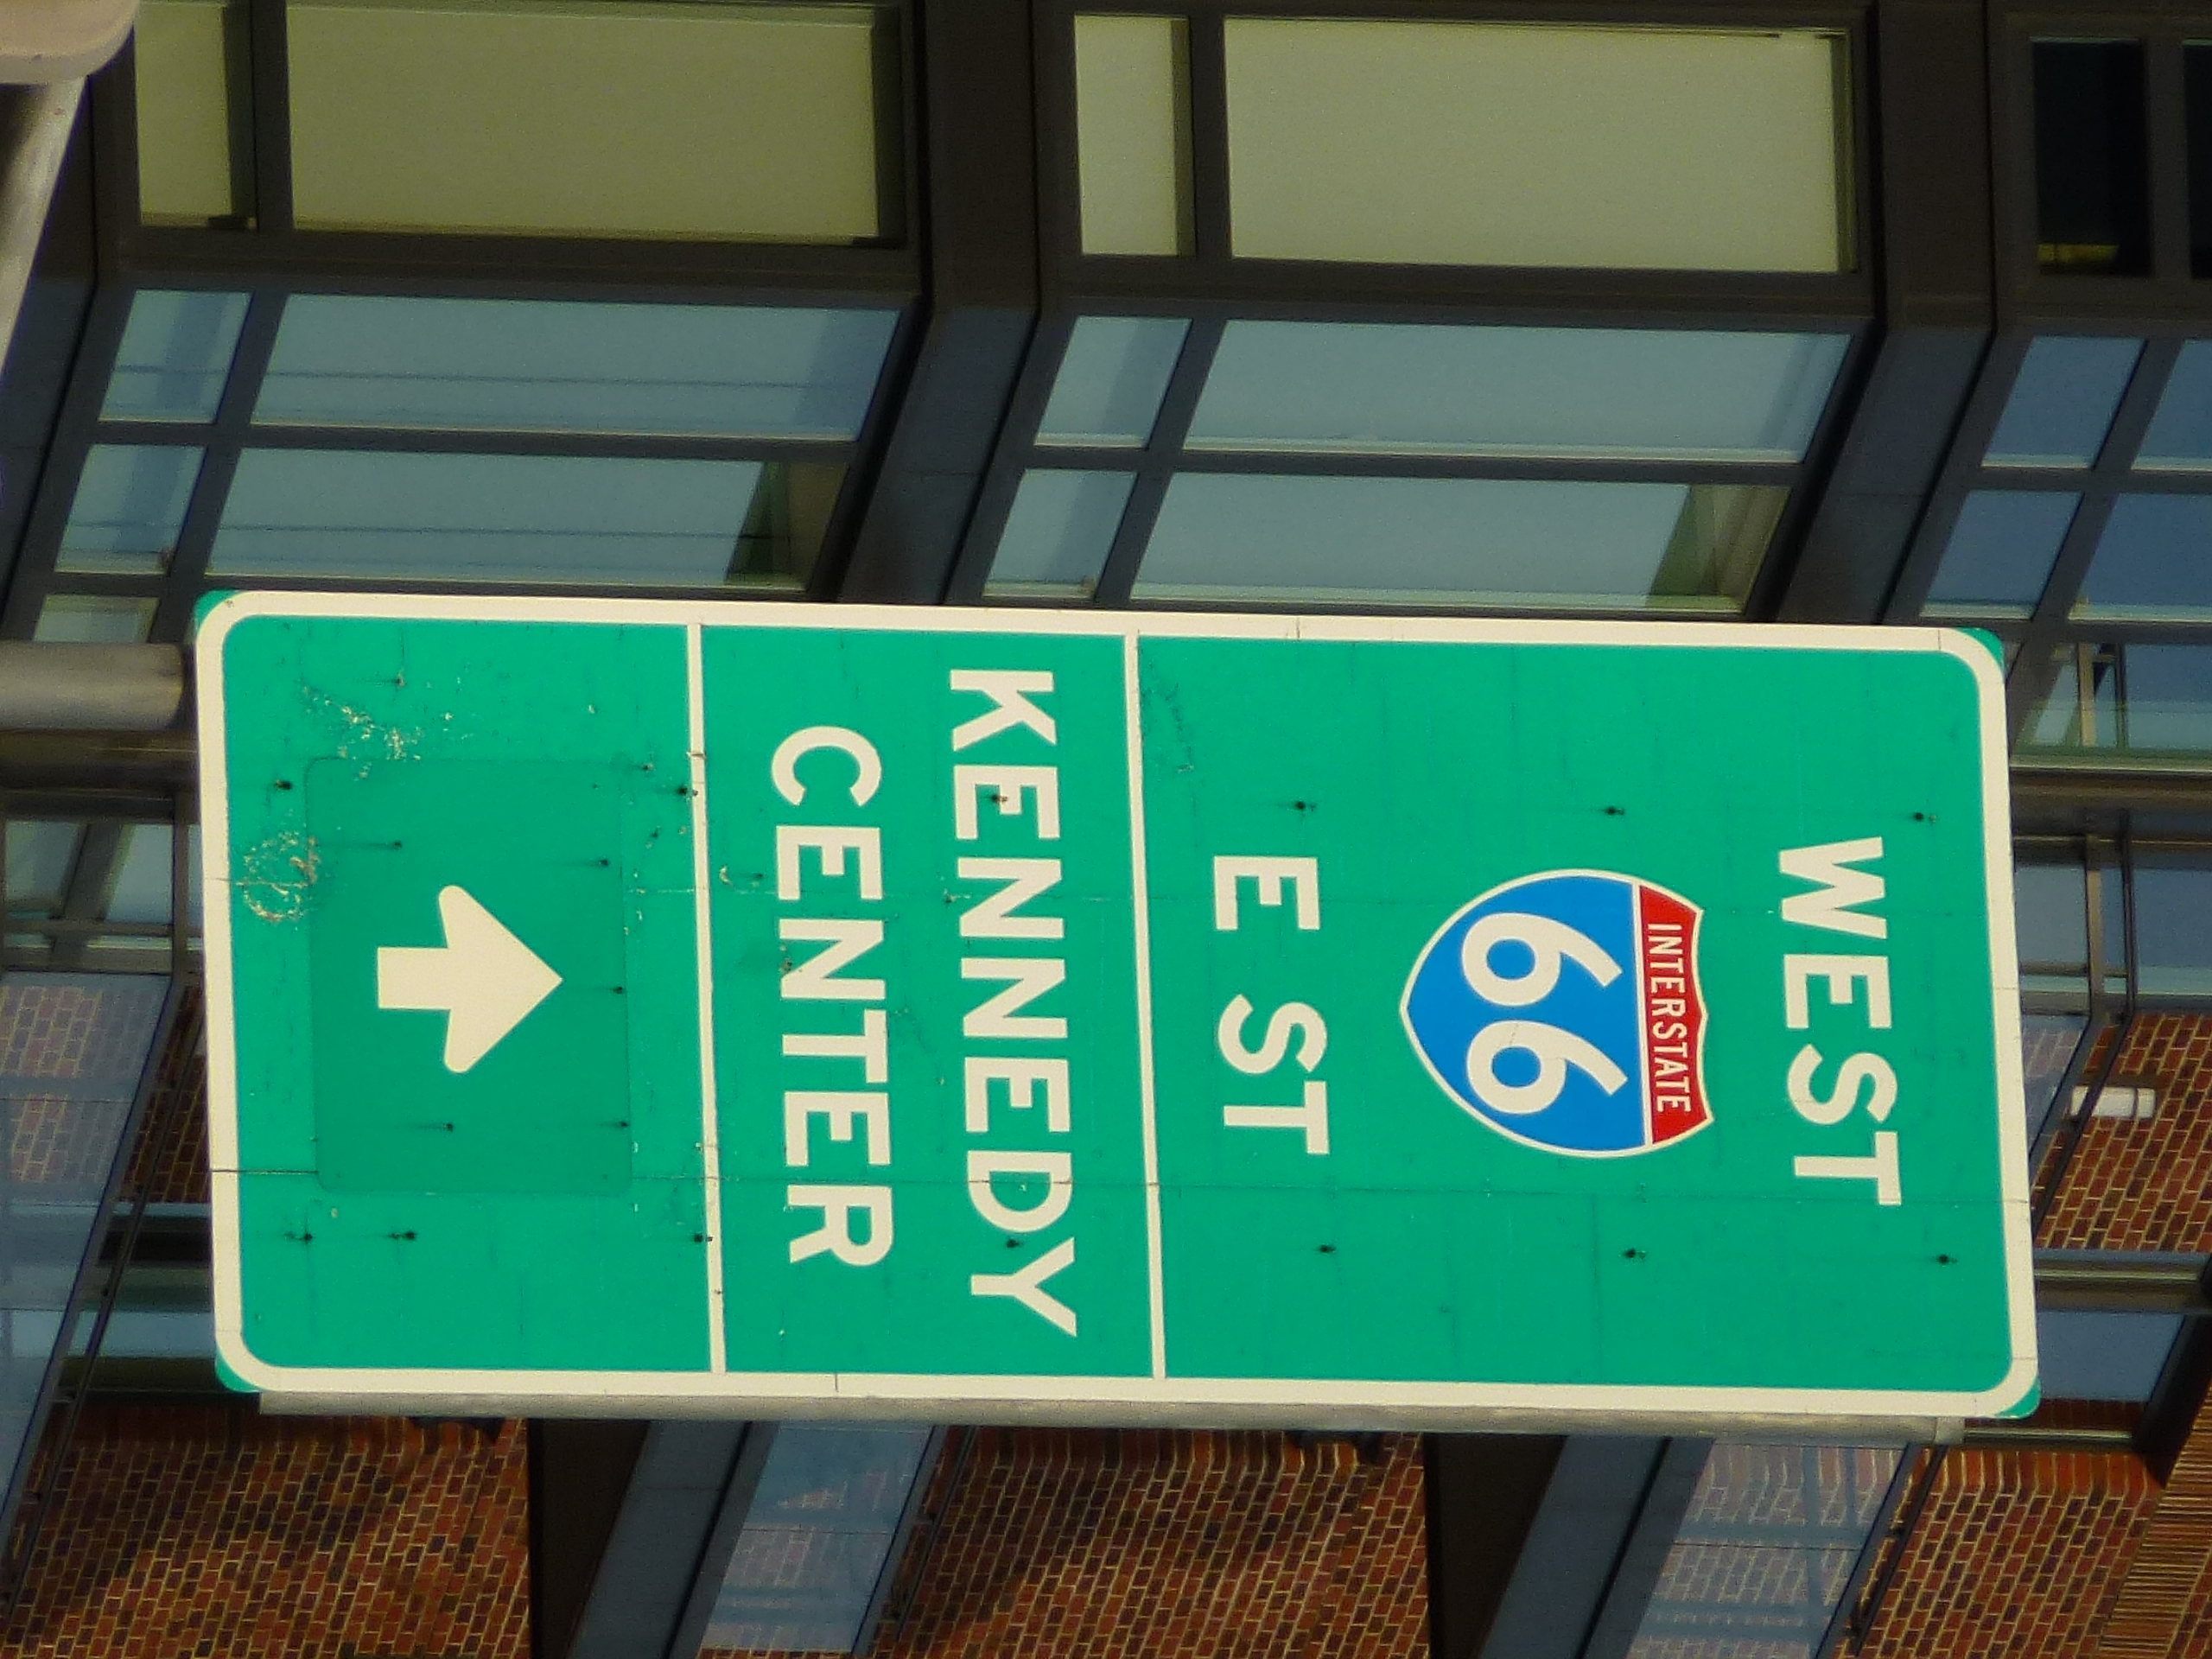 WEST
INTERSTATE
66
E ST
KENNEDY
CENTER